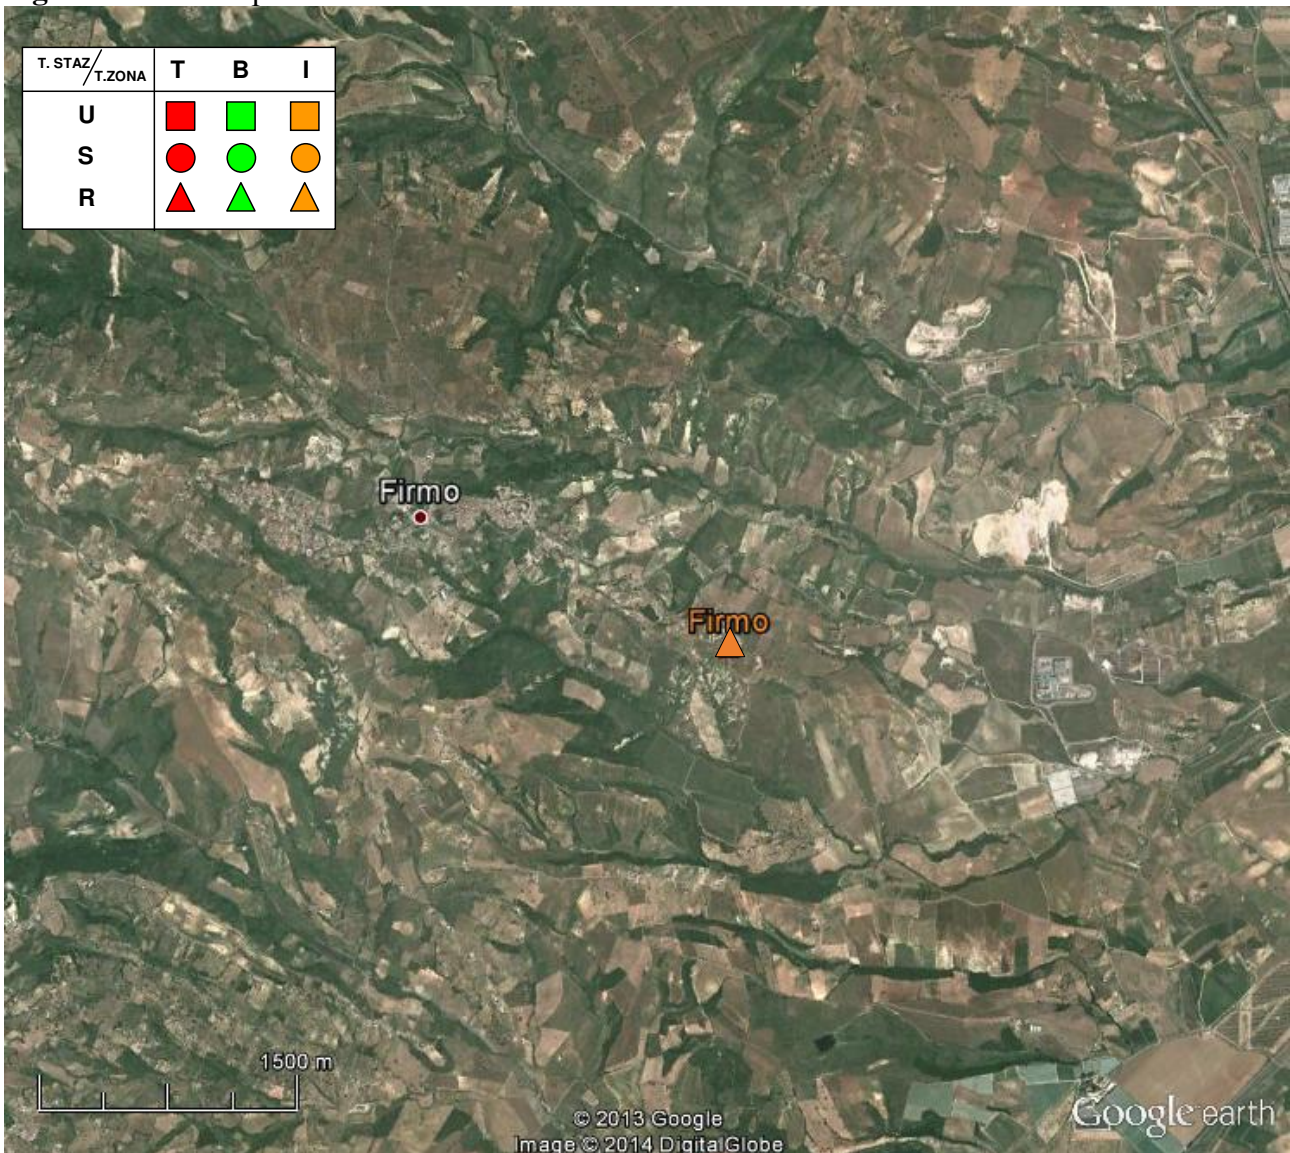 T. STAZ/T.ZONA T B I
U
S
R
Firmo
Firmo
1500 m
© 2013 Google
Image © 2014 DigitalGlobe
Google earth